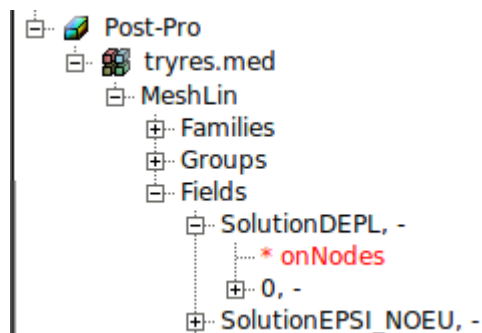 Post-Pro
tryres.med
MeshLin
Families
Groups
Fields
SolutionDEPL, -
* onNodes
0, -
SolutionEPSI_NOEU, -